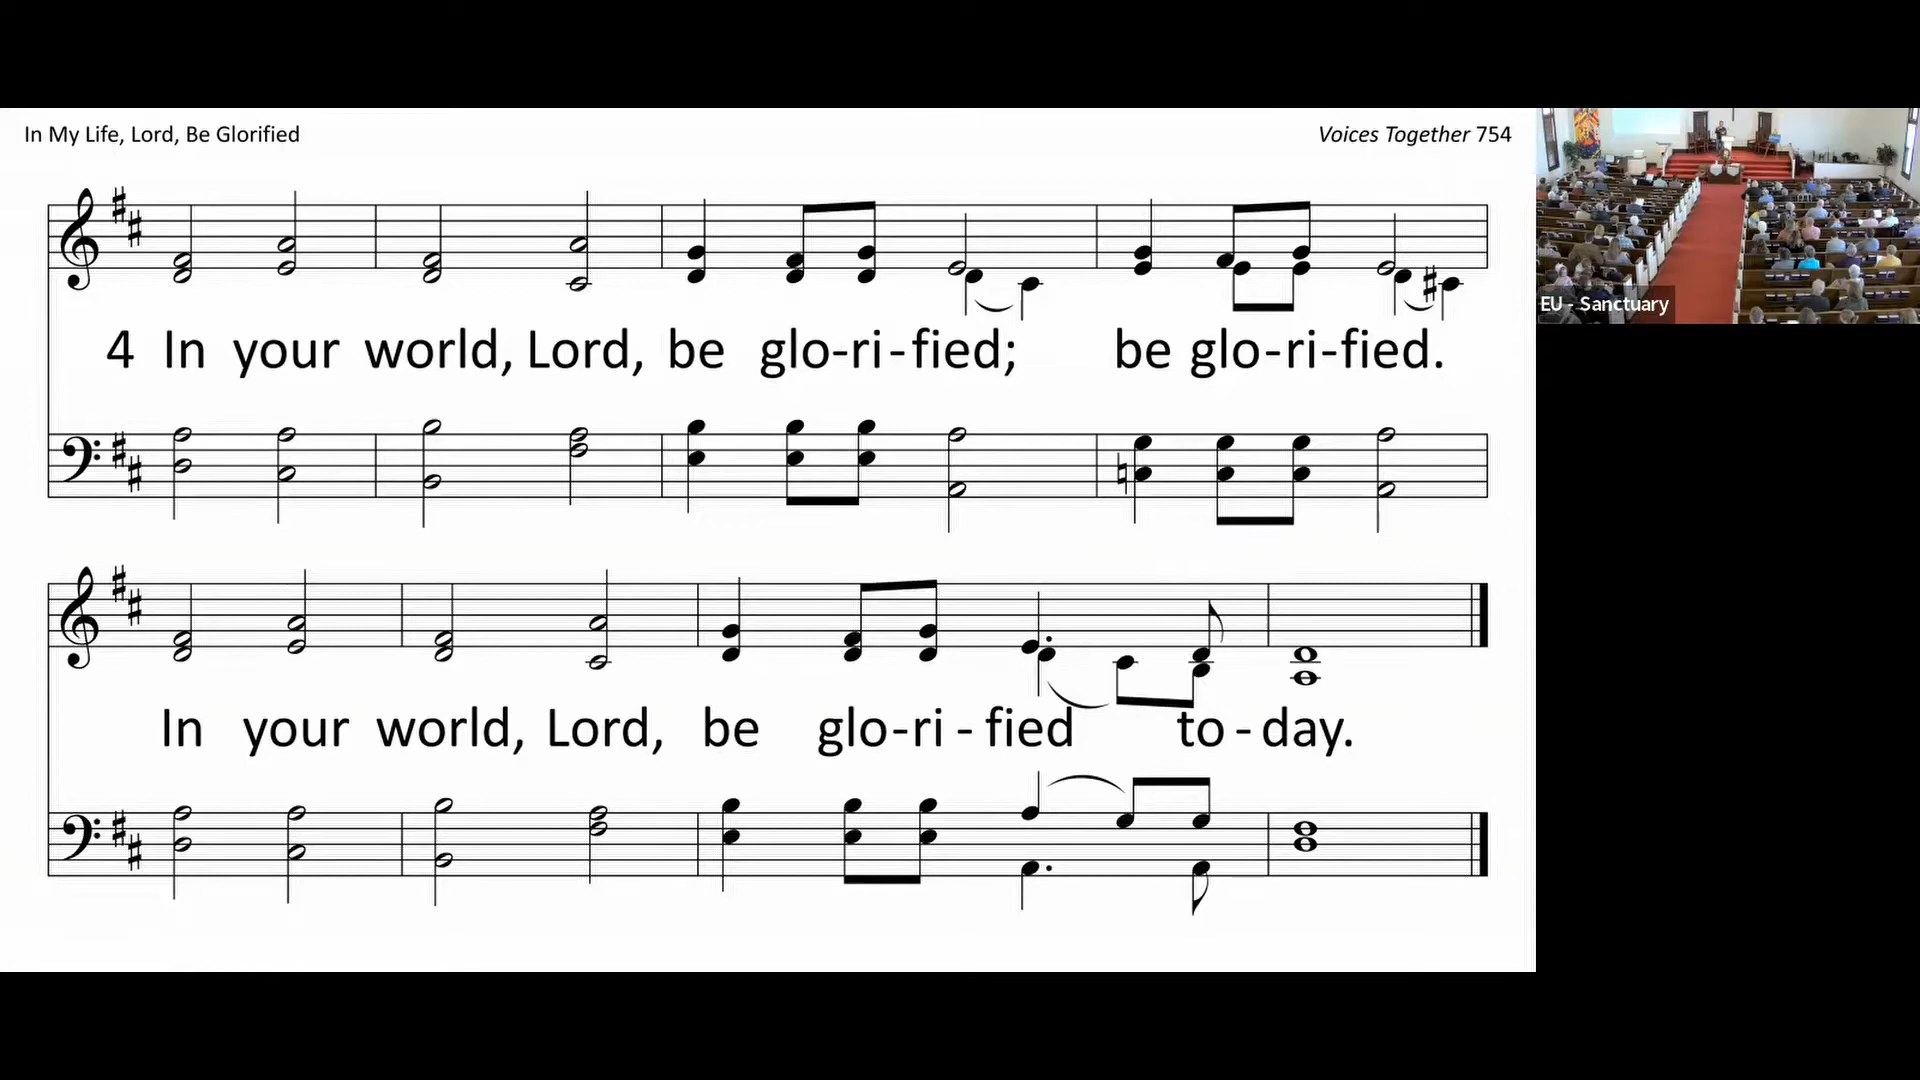 In My Life, Lord, Be Glorified
Voices Together 754
4 In your world, Lord, be glo-ri-fied; be glo-ri-fied.
In your world, Lord, be glo-ri-fied to-day.
EU - Sanctuary